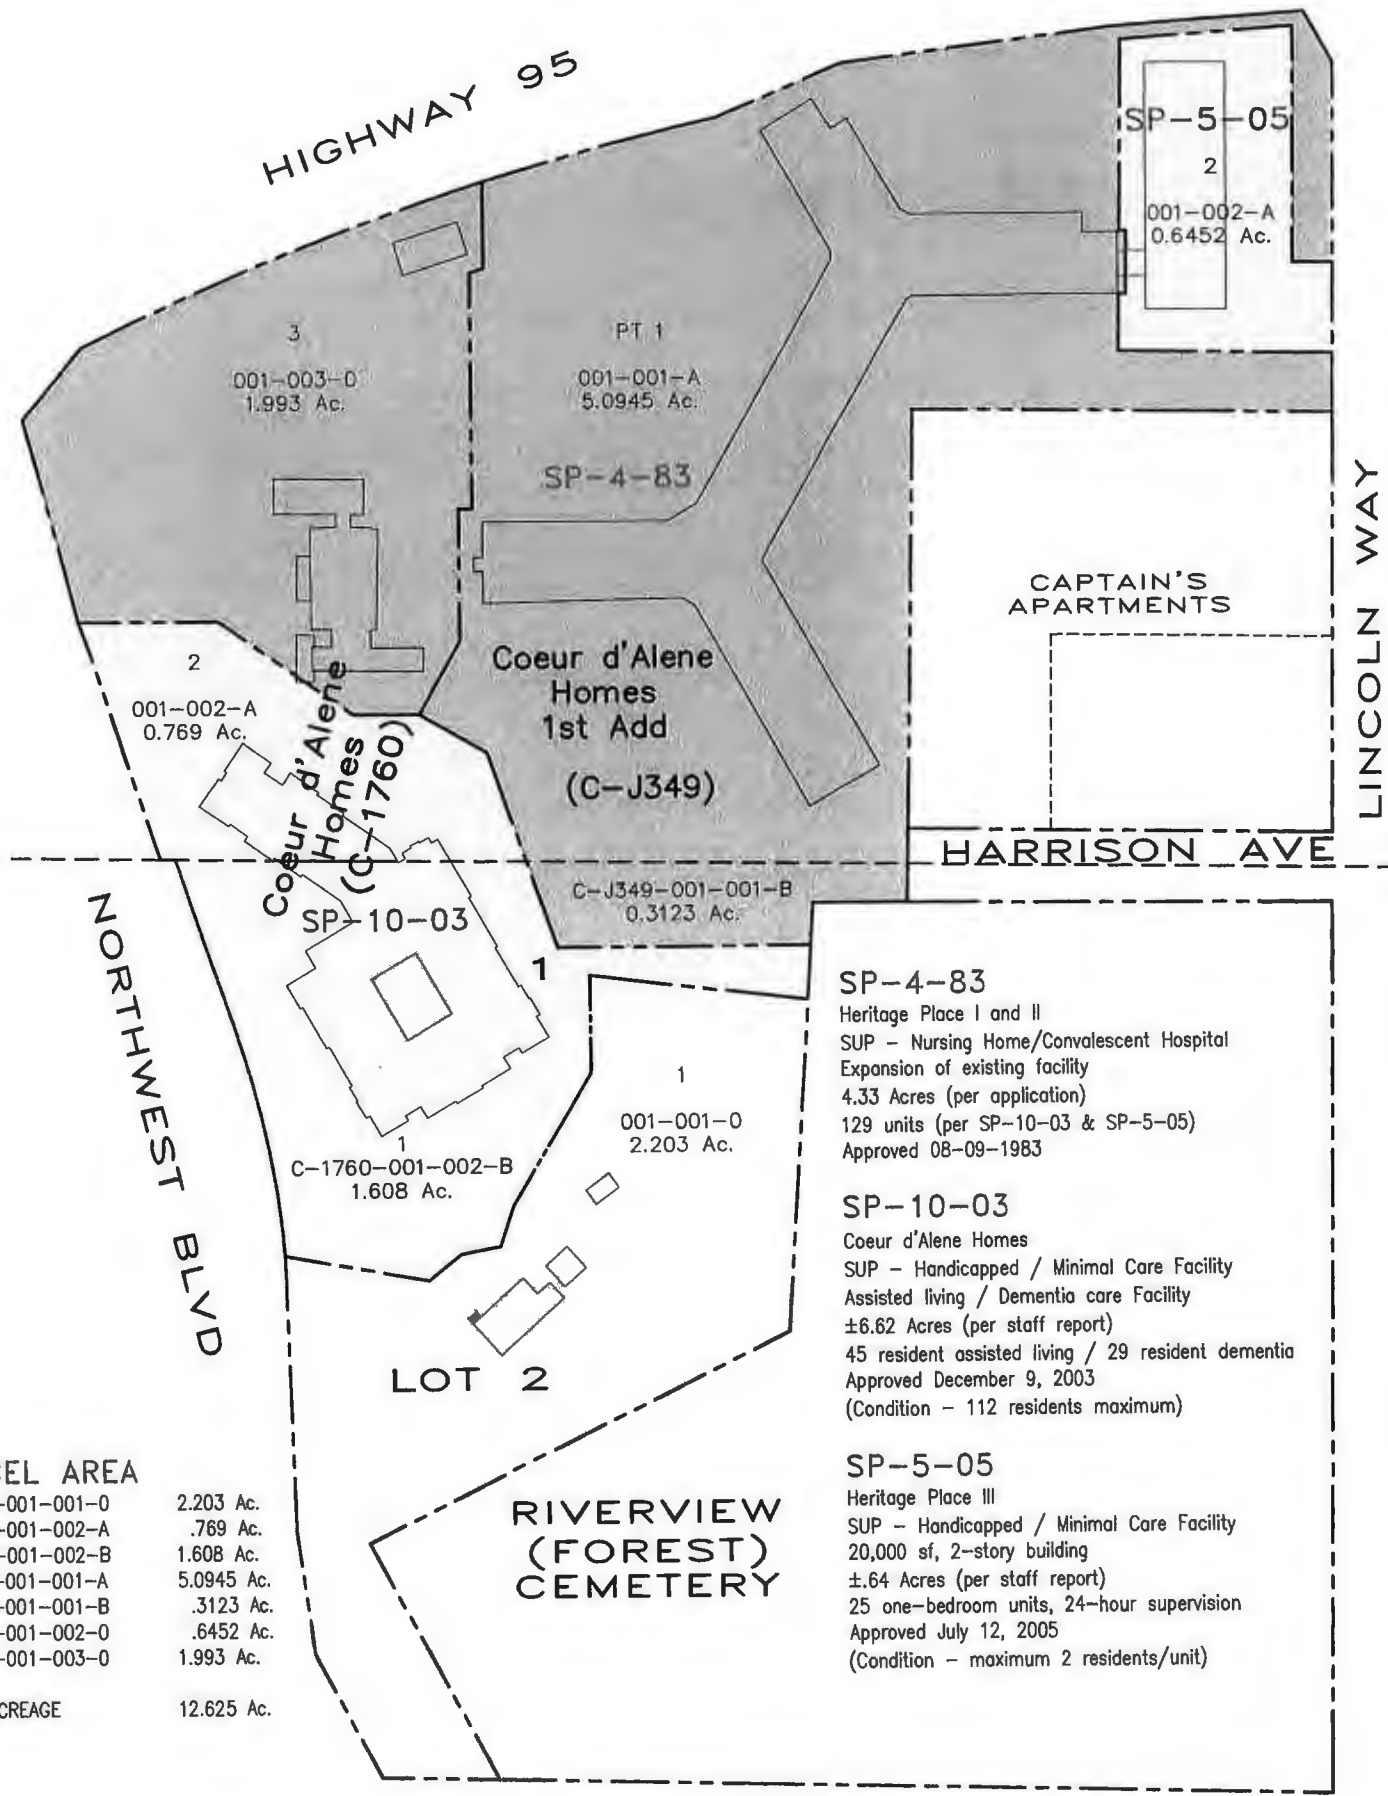 HIGHWAY 95
SP-5-05
2
001-002-A
0.6452 Ac.
3
001-003-0
1.993 Ac.
PT 1
001-001-A
5.0945 Ac.
SP-4-83
CAPTAIN'S
APARTMENTS
LINCOLN WAY
2
001-002-A
0.769 Ac.
Coeur d'Alene
Homes
(C-1760)
Coeur d'Alene
Homes
1st Add
(C-J349)
HARRISON AVE
C-J349-001-001-B
0.3123 Ac.
SP-10-03
1
NORTHWEST BLVD
1
C-1760-001-002-B
1.608 Ac.
1
001-001-0
2.203 Ac.
LOT 2
RIVERVIEW
(FOREST)
CEMETERY
SP-4-83
Heritage Place I and II
SUP - Nursing Home/Convalescent Hospital
Expansion of existing facility
4.33 Acres (per application)
129 units (per SP-10-03 & SP-5-05)
Approved 08-09-1983
SP-10-03
Coeur d'Alene Homes
SUP - Handicapped / Minimal Care Facility
Assisted living / Dementia care Facility
±6.62 Acres (per staff report)
45 resident assisted living / 29 resident dementia
Approved December 9, 2003
(Condition - 112 residents maximum)
SP-5-05
Heritage Place III
SUP - Handicapped / Minimal Care Facility
20,000 sf, 2-story building
±.64 Acres (per staff report)
25 one-bedroom units, 24-hour supervision
Approved July 12, 2005
(Condition - maximum 2 residents/unit)
CEL AREA
-001-001-0 2.203 Ac.
-001-002-A .769 Ac.
-001-002-B 1.608 Ac.
-001-001-A 5.0945 Ac.
-001-001-B .3123 Ac.
-001-002-0 .6452 Ac.
-001-003-0 1.993 Ac.
CREAGE 12.625 Ac.